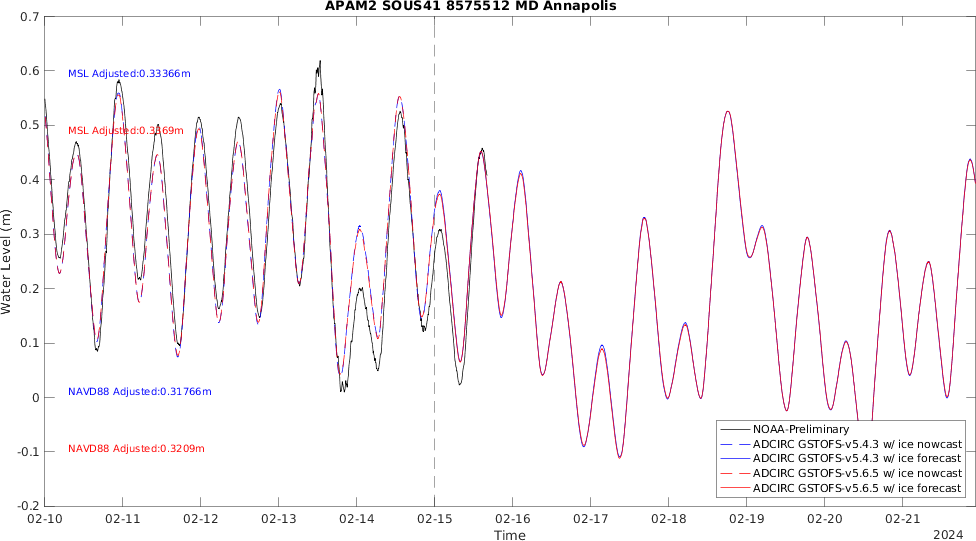 APAM2 SOUS41 8575512 MD Annapolis
Water Level (m)
0.7
0.6
0.5
0.4
0.3
0.2
0.1
0
-0.1
-0.2
MSL Adjusted:0.33366m
MSL Adjusted:0.3369m
NAVD88 Adjusted:0.31766m
NAVD88 Adjusted:0.3209m
NOAA-Preliminary
ADCIRC GSTOFS-v5.4.3 w/ ice nowcast
ADCIRC GSTOFS-v5.4.3 w/ ice forecast
ADCIRC GSTOFS-v5.6.5 w/ ice nowcast
ADCIRC GSTOFS-v5.6.5 w/ ice forecast
02-10 02-11 02-12 02-13 02-14 02-15 02-16 02-17 02-18 02-19 02-20 02-21
Time
2024